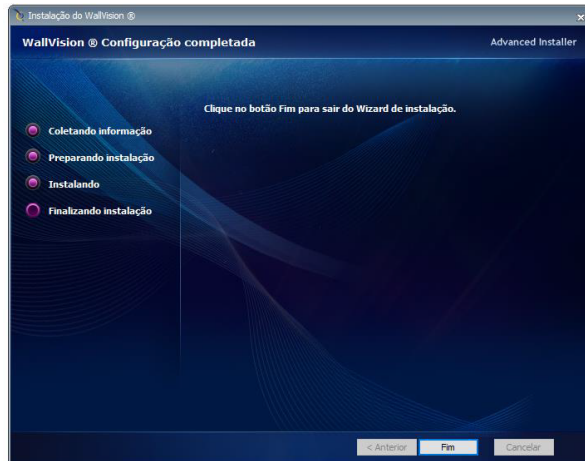 Instalação do WallVision ®
WallVision ® Configuração completada
Advanced Installer
Clique no botão Fim para sair do Wizard de instalação.
Coletando informação
Preparando instalação
Instalando
Finalizando instalação
< Anterior
Fim
Cancelar